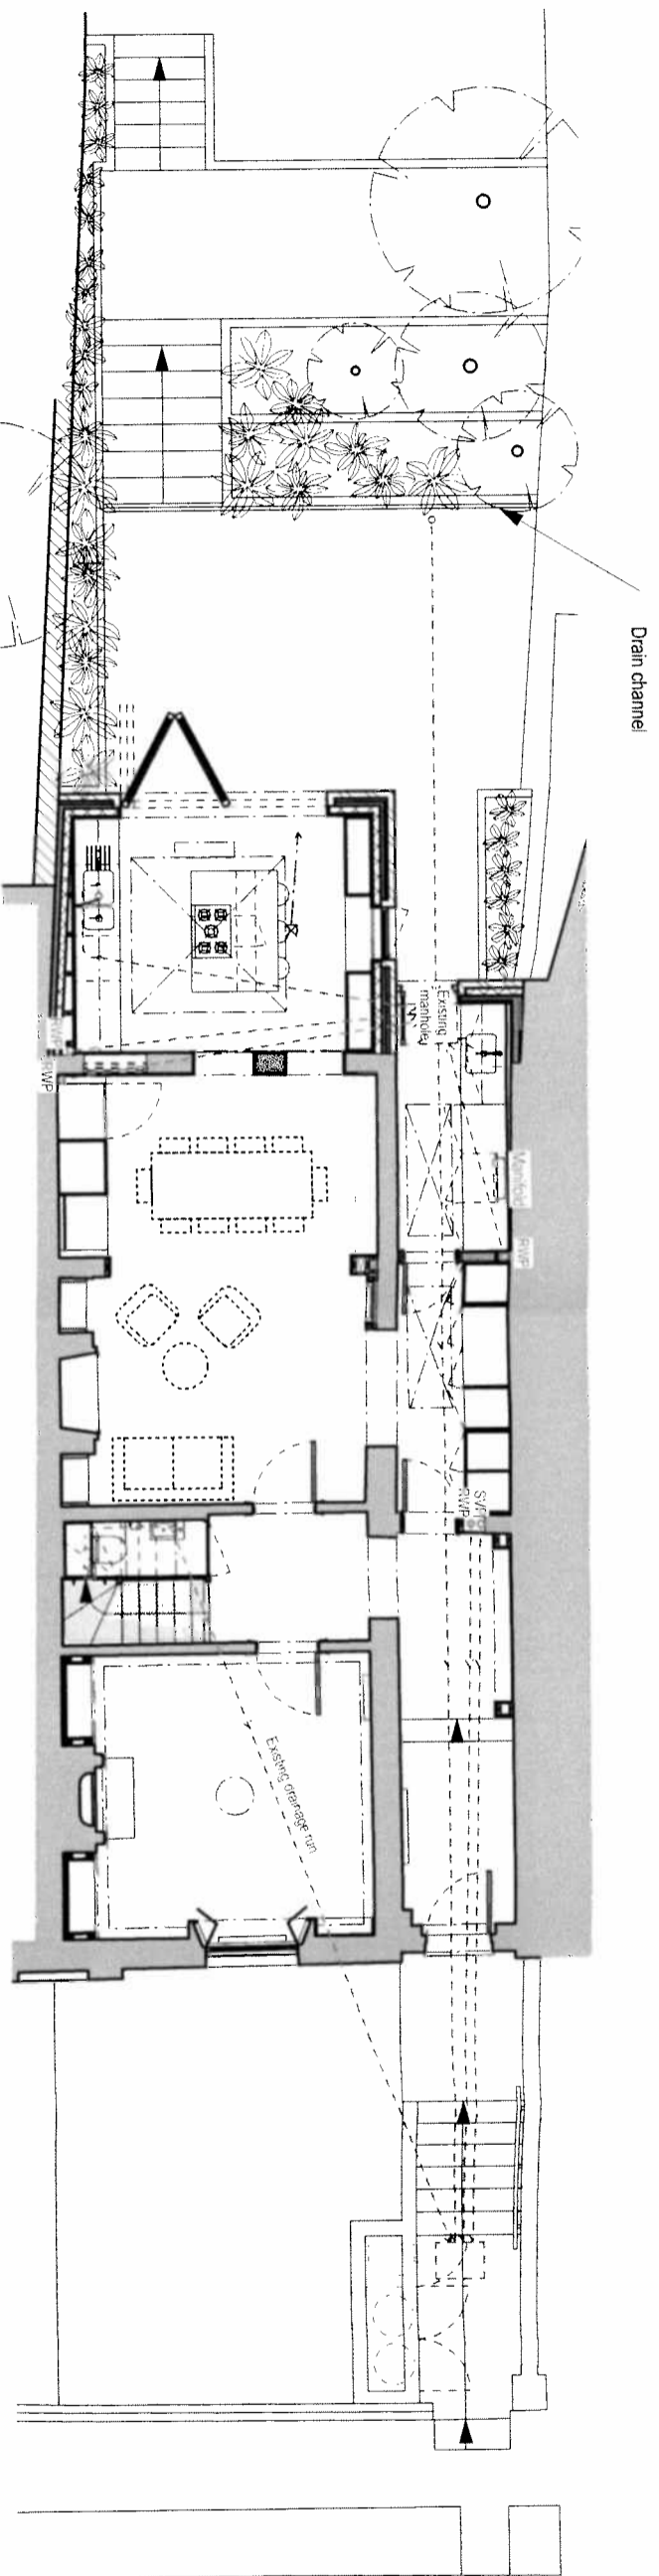 Drain channel
Existing
manhole
RWP
Manhole
RWP
SVP
RWP
Existing drainage run